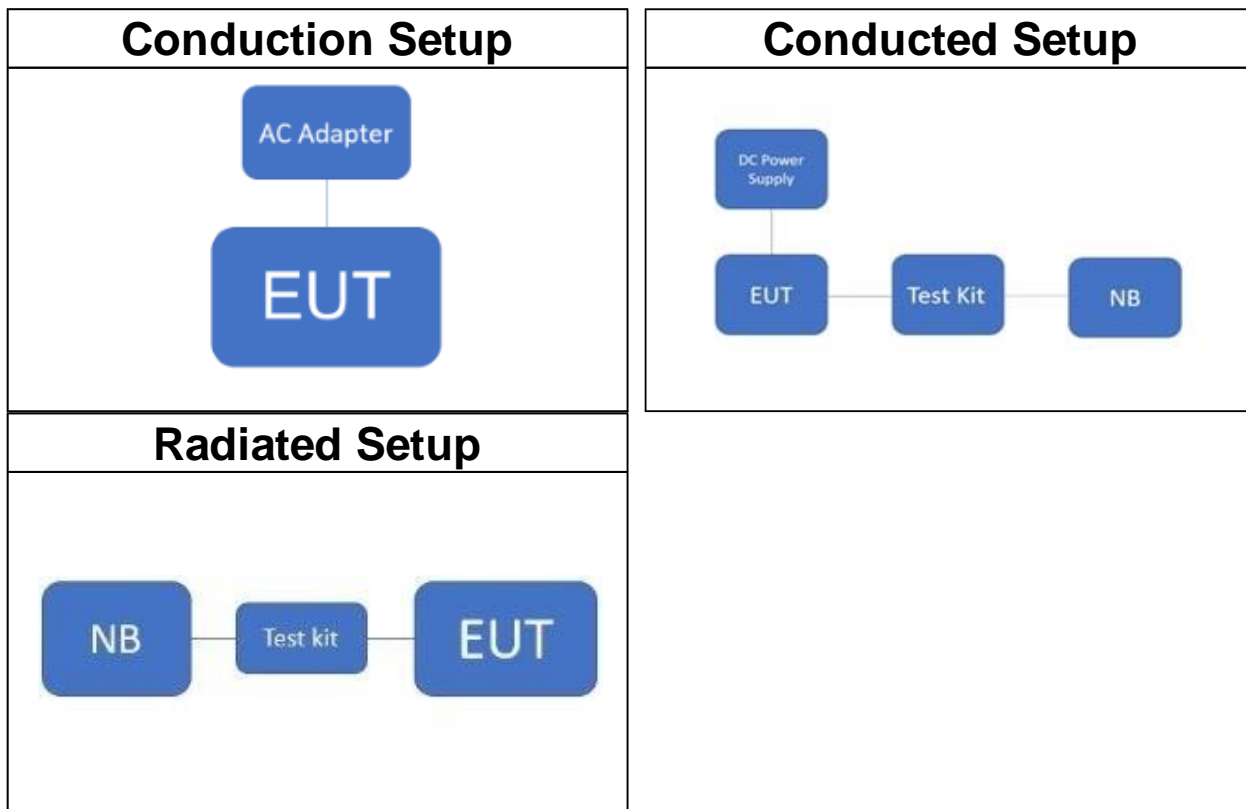 Conduction Setup
AC Adapter
EUT
Conducted Setup
DC Power
Supply
EUT
Test Kit
NB
Radiated Setup
NB
Test kit
EUT